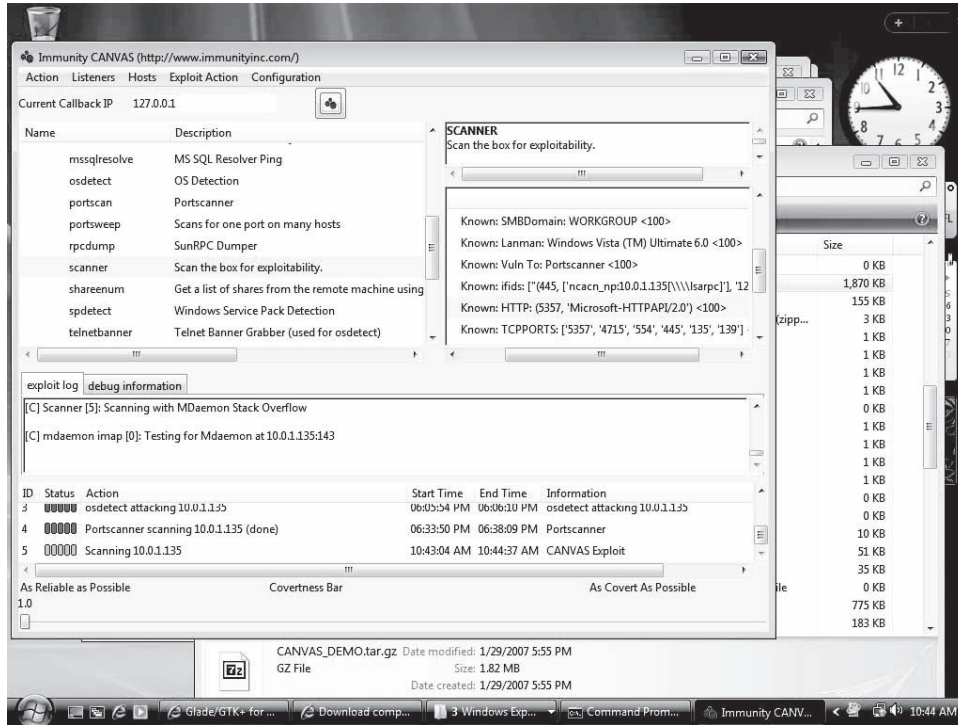 Immunity CANVAS (http://www.immunityinc.com/)
Action Listeners Hosts Exploit Action Configuration
Current Callback IP 127.0.0.1
Name Description
mssqlresolve MS SQL Resolver Ping
osdetect OS Detection
portscan Portscanner
portsweep Scans for one port on many hosts
rpcdump SunRPC Dumper
scanner Scan the box for exploitability.
shareenum Get a list of shares from the remote machine using
spdetect Windows Service Pack Detection
telnetbanner Telnet Banner Grabber (used for osdetect)
SCANNER
Scan the box for exploitability.
Known: SMBDomain: WORKGROUP <100>
Known: Lanman: Windows Vista (TM) Ultimate 6.0 <100>
Known: Vuln To: Portscanner <100>
Known: ifids: ["(445, ['ncacn_np:10.0.1.135[\\\\lsarpc]'], '12
Known: HTTP: (5357, 'Microsoft-HTTPAPI/2.0') <100>
Known: TCPPORTS: ['5357', '4715', '554', '445', '135', '139']
exploit log debug information
[C] Scanner [5]: Scanning with MDaemon Stack Overflow
[C] mdaemon imap [0]: Testing for Mdaemon at 10.0.1.135:143
ID Status Action Start Time End Time Information
3 osdetect attacking 10.0.1.135 06:05:54 PM 06:06:10 PM osdetect attacking 10.0.1.135
4 Portscanner scanning 10.0.1.135 (done) 06:33:50 PM 06:38:09 PM Portscanner
5 Scanning 10.0.1.135 10:43:04 AM 10:44:37 AM CANVAS Exploit
As Reliable as Possible Covertness Bar As Covert As Possible
1.0
12
1
10
2
9
3
8
4
7 6 5
Size
0 KB
1,870 KB
155 KB
(zipp... 3 KB
1 KB
1 KB
1 KB
1 KB
0 KB
1 KB
1 KB
1 KB
1 KB
0 KB
0 KB
10 KB
51 KB
35 KB
ile 0 KB
775 KB
183 KB
CANVAS_DEMO.tar.gz Date modified: 1/29/2007 5:55 PM
7z GZ File Size: 1.82 MB
Date created: 1/29/2007 5:55 PM
Glade/GTK+ for ... Download comp... 3 Windows Exp... Command Prom... Immunity CANV... 10:44 AM